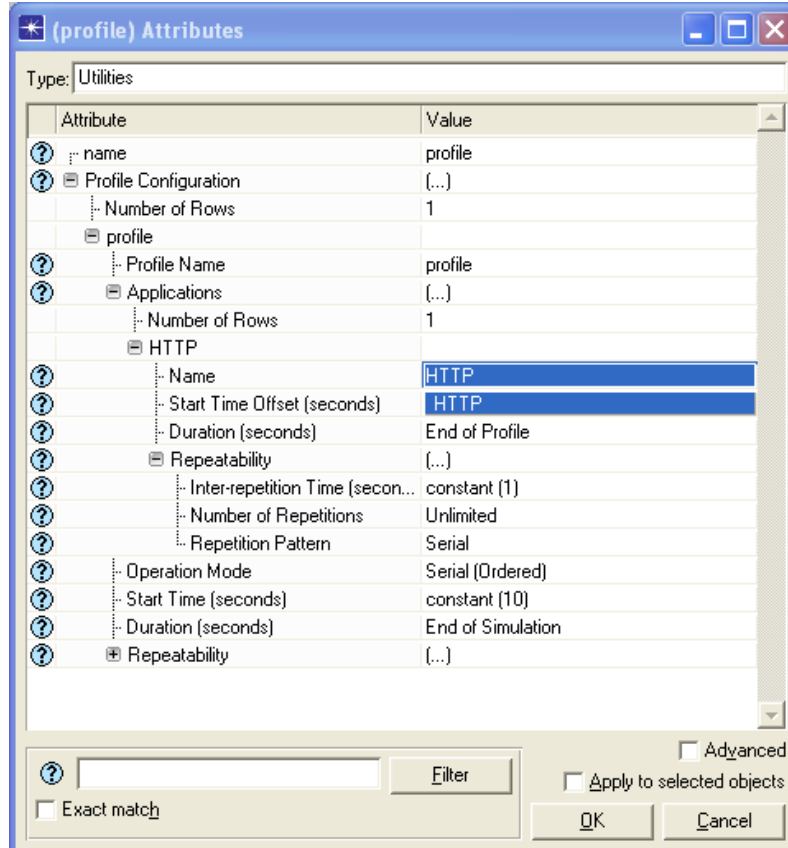 (profile) Attributes
Type: Utilities
Attribute Value
name profile
Profile Configuration (...)
Number of Rows 1
profile
Profile Name profile
Applications (...)
Number of Rows 1
HTTP
Name HTTP
Start Time Offset (seconds) HTTP
Duration (seconds) End of Profile
Repeatability (...)
Inter-repetition Time (secon... constant (1)
Number of Repetitions Unlimited
Repetition Pattern Serial
Operation Mode Serial (Ordered)
Start Time (seconds) constant (10)
Duration (seconds) End of Simulation
Repeatability (...)
Advanced
Filter
Apply to selected objects
Exact match
OK Cancel